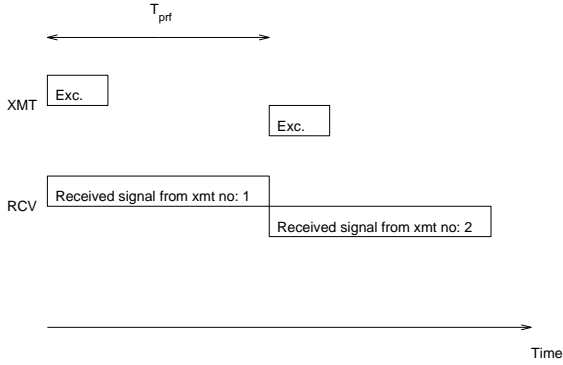 T_prf
XMT
Exc.
Exc.
RCV
Received signal from xmt no: 1
Received signal from xmt no: 2
Time